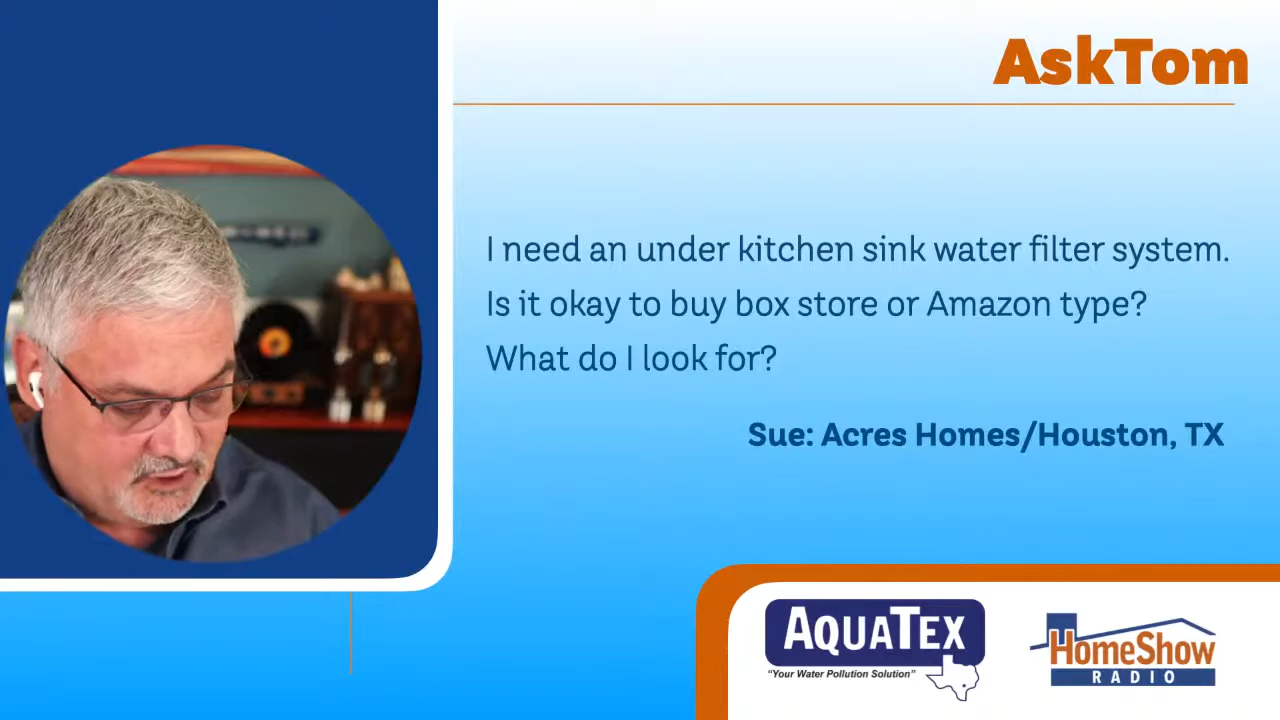 AskTom
I need an under kitchen sink water filter system.
Is it okay to buy box store or Amazon type?
What do I look for?
Sue: Acres Homes/Houston, TX
AQUATEX
"Your Water Pollution Solution"
HomeShow
RADIO